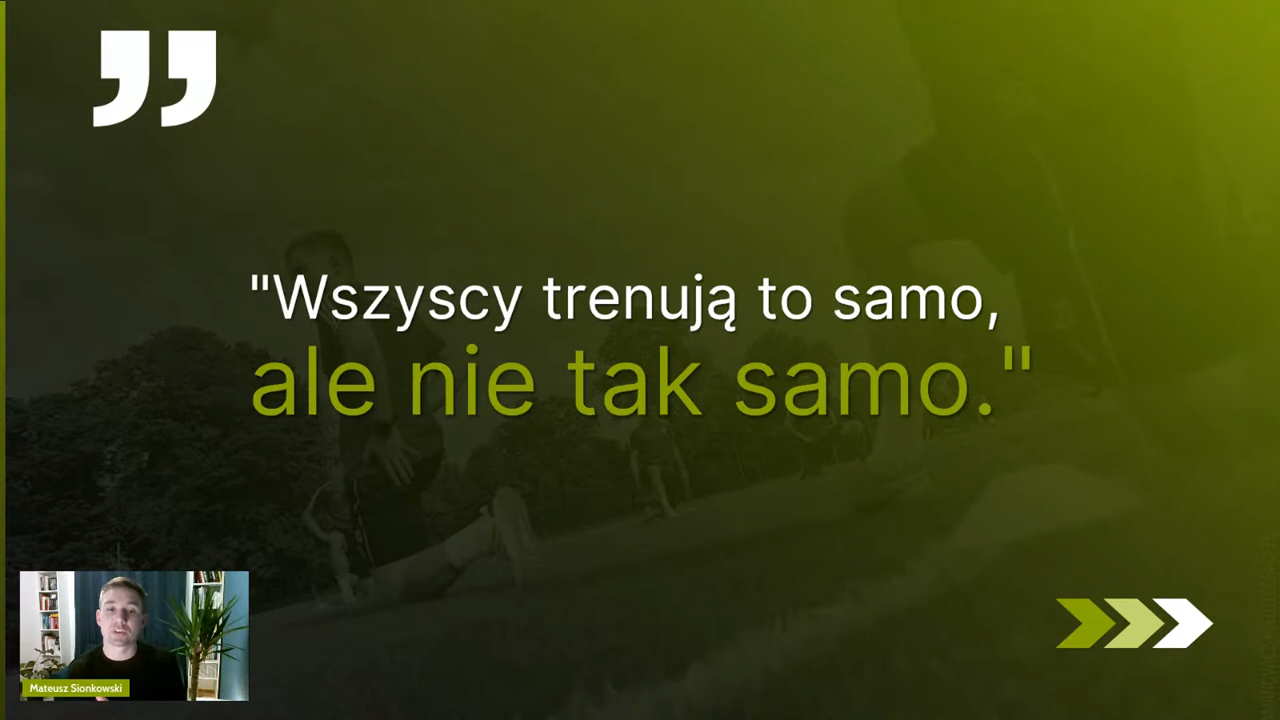 "Wszyscy trenują to samo,
ale nie tak samo."
Mateusz Sionkowski